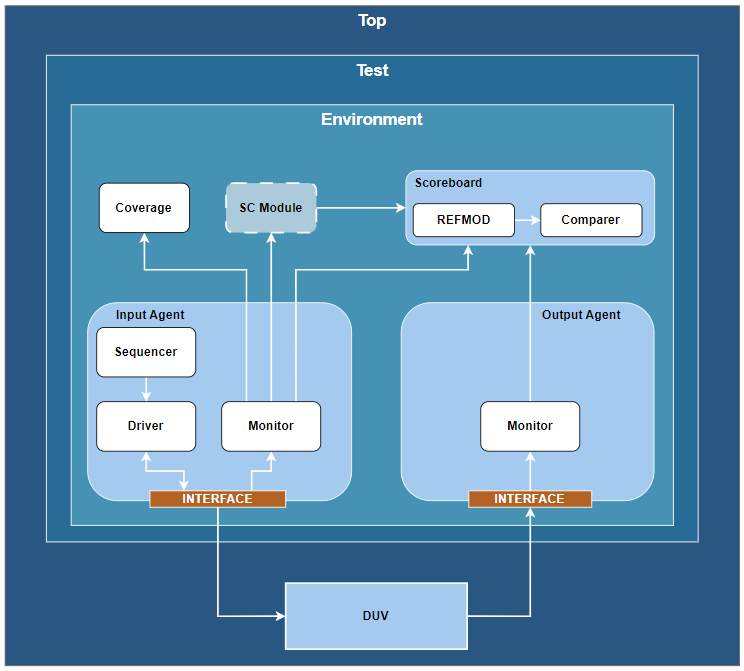 Top
Test
Environment
Coverage
SC Module
Scoreboard
REFMOD
Comparer
Input Agent
Sequencer
Driver
Monitor
INTERFACE
Output Agent
Monitor
INTERFACE
DUV